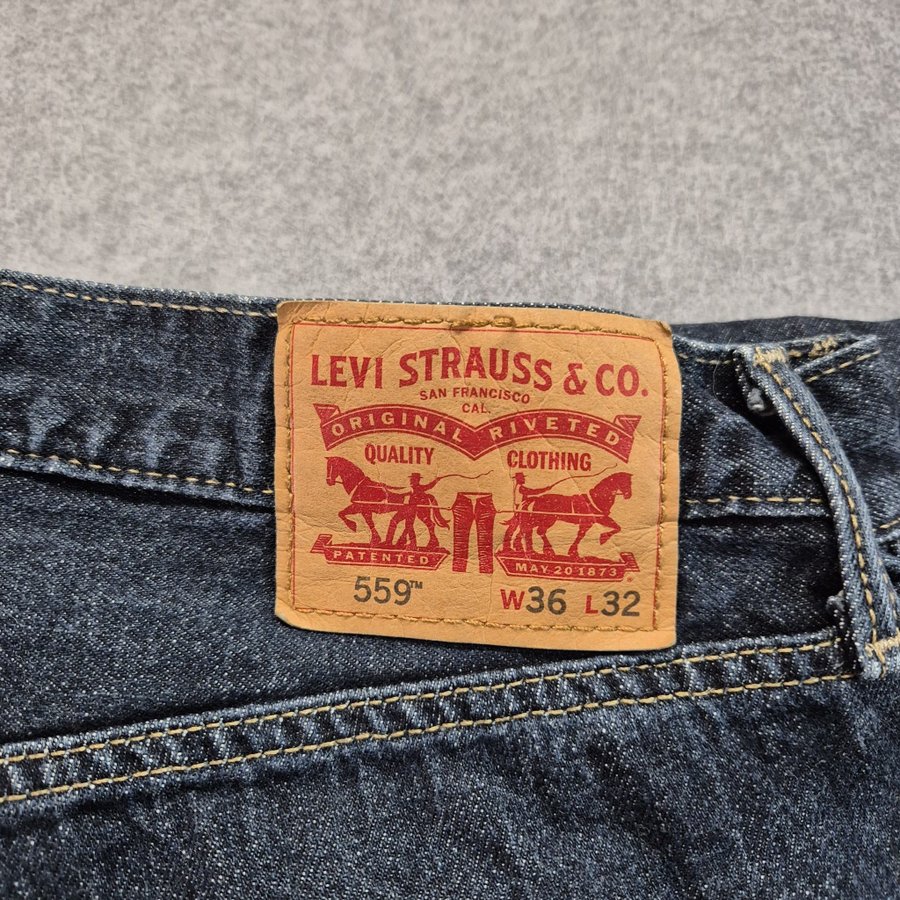 LEVI STRAUSS & CO.
SAN FRANCISCO
CAL.
ORIGINAL RIVETED
QUALITY CLOTHING
PATENTED MAY 20 1873
559™ W36 L32